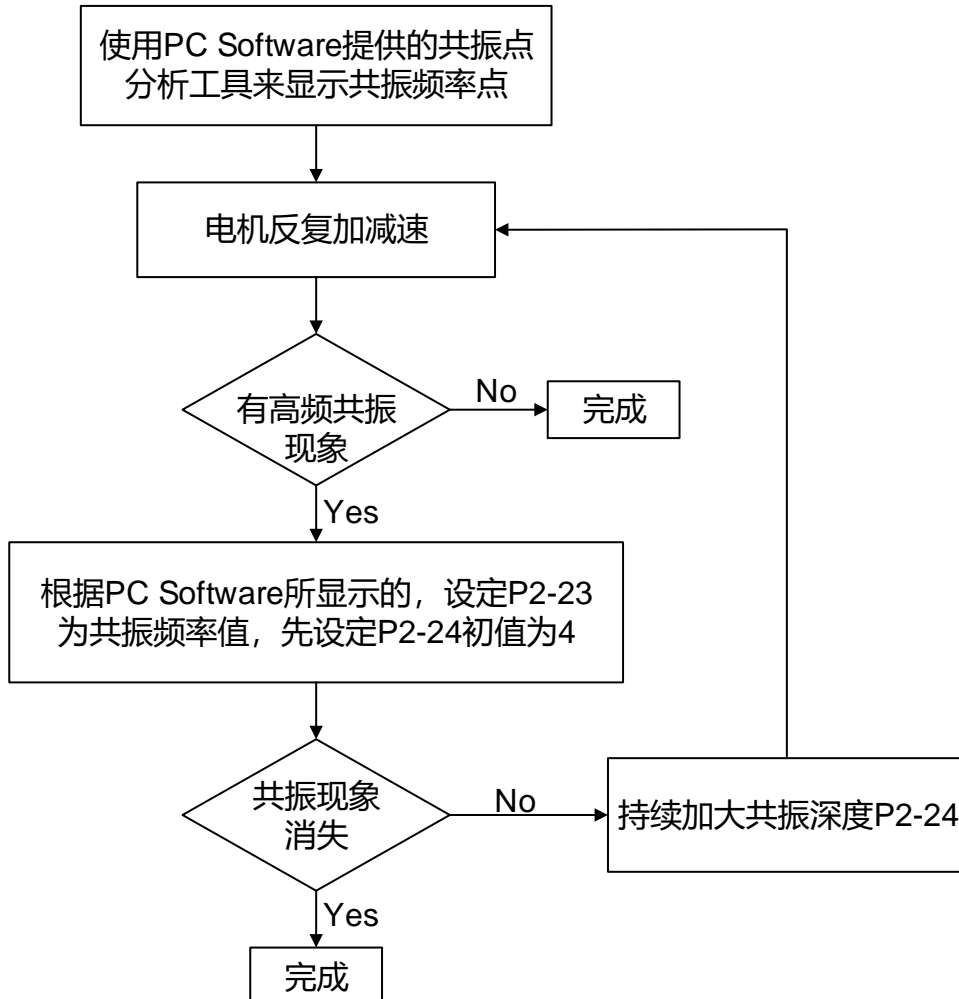 使用PC Software提供的共振点
分析工具来显示共振频率点
电机反复加减速
有高频共振
现象
No
完成
Yes
根据PC Software所显示的，设定P2-23
为共振频率值，先设定P2-24初值为4
共振现象
消失
No
持续加大共振深度P2-24
Yes
完成